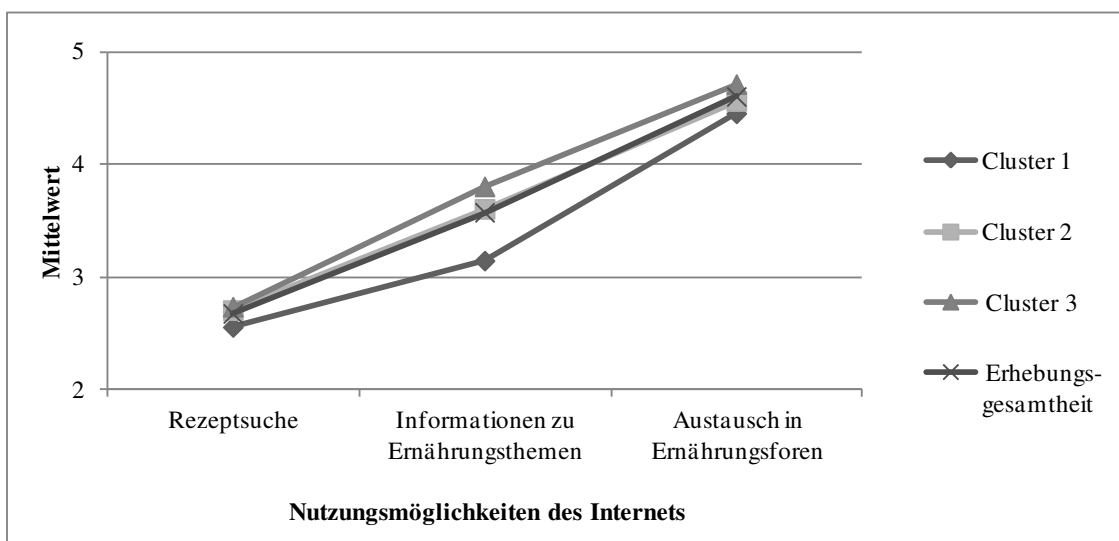 5
4
3
2
Mittelwert
Rezeptsuche
Informationen zu
Ernährungsthemen
Austausch in
Ernährungsforen
Nutzungsmöglichkeiten des Internets
Cluster 1
Cluster 2
Cluster 3
Erhebungs-
gesamtheit